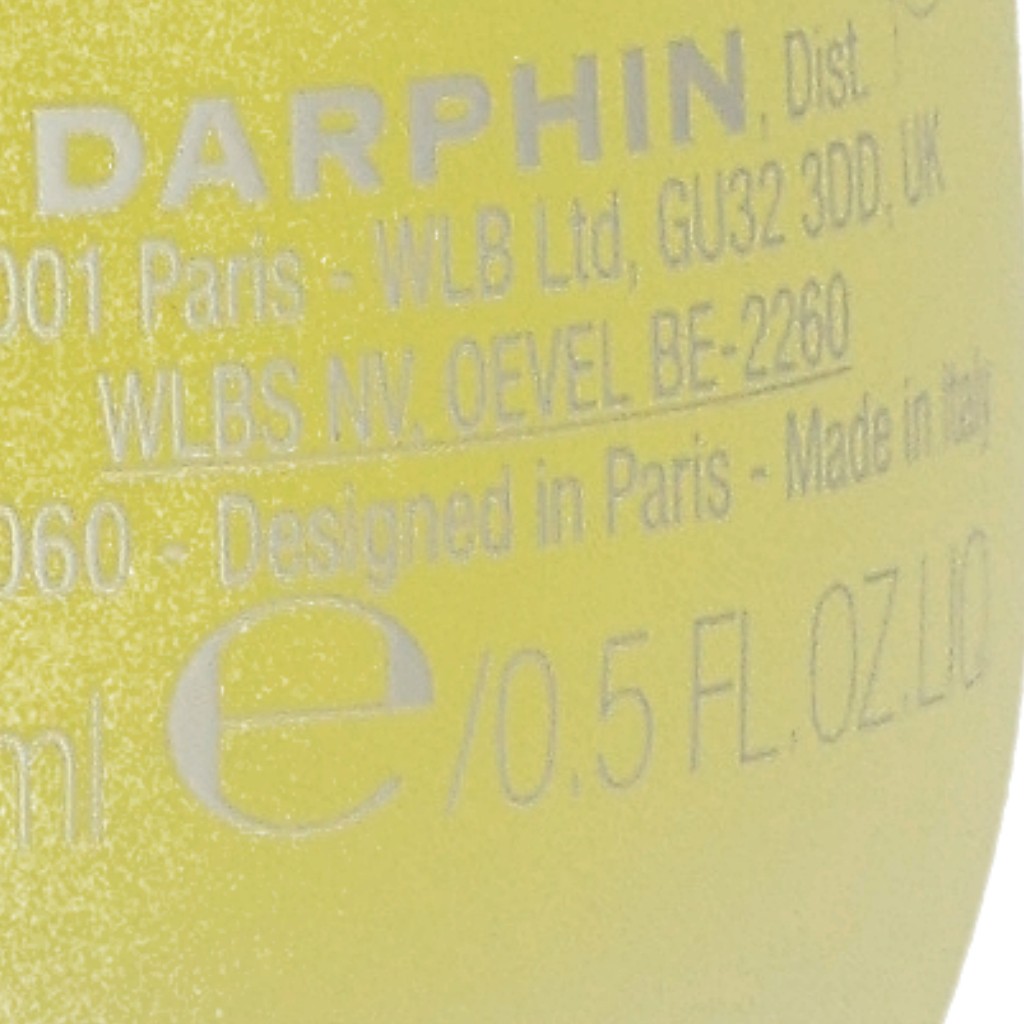 DARPHIN, Dist.
001 Paris - WLB Ltd, GU32 3DD, UK
WLBS NV, OEVEL BE-2260
060 - Designed in Paris - Made in Italy
ml e/0.5 FL.OZ.LIQ